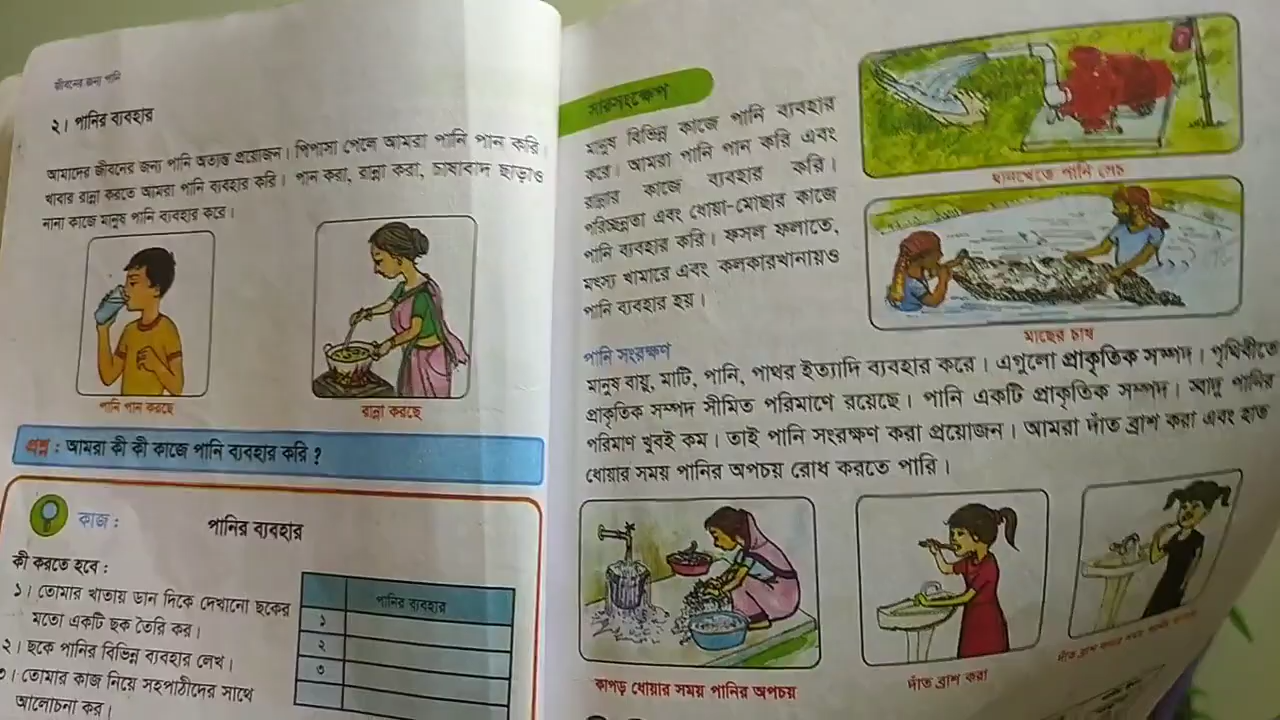 জীবনের জন্য পানি
২। পানির ব্যবহার
আমাদের জীবনের জন্য পানি অত্যন্ত প্রয়োজন। পিপাসা পেলে আমরা পানি পান করি।
খাবার রান্না করতে আমরা পানি ব্যবহার করি। পান করা, রান্না করা, চাষাবাদ ছাড়াও
নানা কাজে মানুষ পানি ব্যবহার করে।
পানি পান করছে
রান্না করছে
প্রশ্ন : আমরা কী কী কাজে পানি ব্যবহার করি ?
কাজ : পানির ব্যবহার
কী করতে হবে :
১। তোমার খাতায় ডান দিকে দেখানো ছকের
মতো একটি ছক তৈরি কর।
২। ছকে পানির বিভিন্ন ব্যবহার লেখ।
৩। তোমার কাজ নিয়ে সহপাঠীদের সাথে
আলোচনা কর।
পানির ব্যবহার
১
২
৩
সারসংক্ষেপ
মানুষ বিভিন্ন কাজে পানি ব্যবহার
করে। আমরা পানি পান করি এবং
রান্নার কাজে ব্যবহার করি।
পরিচ্ছন্নতা এবং ধোয়া-মোছার কাজে
পানি ব্যবহার করি। ফসল ফলাতে,
মৎস্য খামারে এবং কলকারখানায়ও
পানি ব্যবহার হয়।
ধানখেতে পানি সেচ
মাছের চাষ
পানি সংরক্ষণ
মানুষ বায়ু, মাটি, পানি, পাথর ইত্যাদি ব্যবহার করে। এগুলো প্রাকৃতিক সম্পদ। পৃথিবীতে
প্রাকৃতিক সম্পদ সীমিত পরিমাণে রয়েছে। পানি একটি প্রাকৃতিক সম্পদ। স্বাদু পানির
পরিমাণ খুবই কম। তাই পানি সংরক্ষণ করা প্রয়োজন। আমরা দাঁত ব্রাশ করা এবং হাত
ধোয়ার সময় পানির অপচয় রোধ করতে পারি।
কাপড় ধোয়ার সময় পানির অপচয়
দাঁত ব্রাশ করা
দাঁত ব্রাশ করার সময় পানির